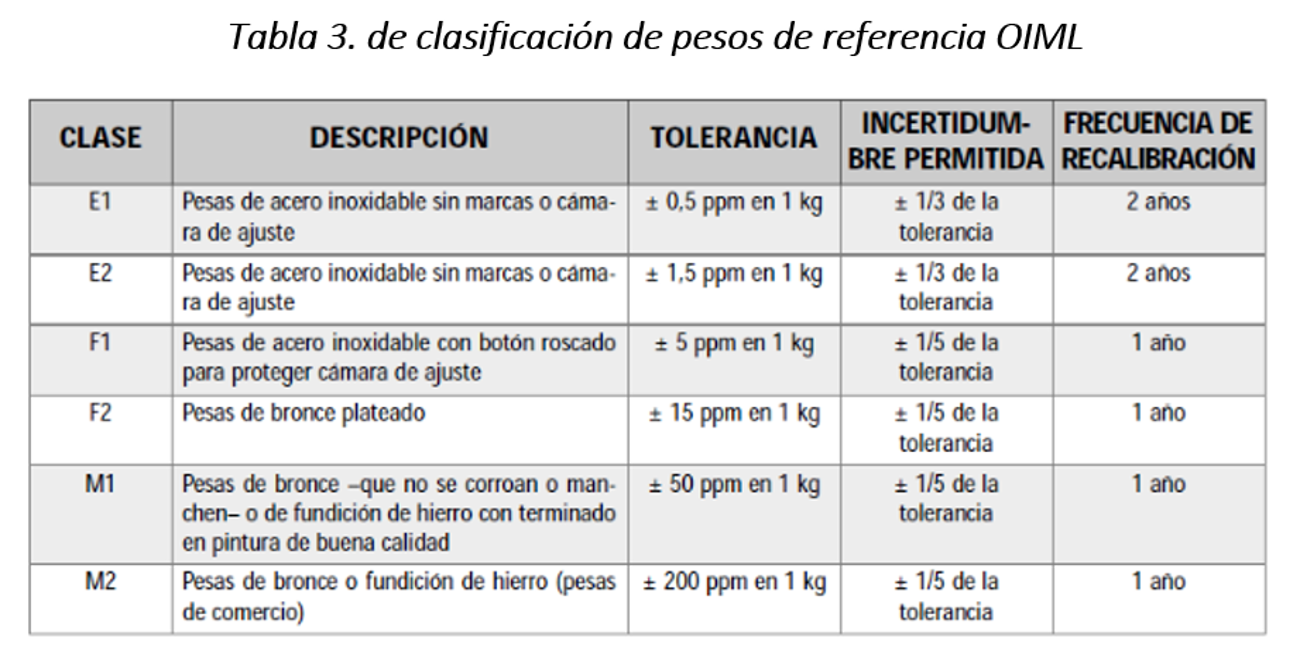 Tabla 3. de clasificación de pesos de referencia OIML
CLASE DESCRIPCIÓN TOLERANCIA INCERTIDUM-
BRE PERMITIDA FRECUENCIA DE
RECALIBRACIÓN
E1 Pesas de acero inoxidable sin marcas o cáma- ± 0,5 ppm en 1 kg ± 1/3 de la 2 años
ra de ajuste tolerancia
E2 Pesas de acero inoxidable sin marcas o cáma- ± 1,5 ppm en 1 kg ± 1/3 de la 2 años
ra de ajuste tolerancia
F1 Pesas de acero inoxidable con botón roscado ± 5 ppm en 1 kg ± 1/5 de la 1 año
para proteger cámara de ajuste tolerancia
F2 Pesas de bronce plateado ± 15 ppm en 1 kg ± 1/5 de la 1 año
tolerancia
M1 Pesas de bronce –que no se corroan o man- ± 50 ppm en 1 kg ± 1/5 de la 1 año
chen– o de fundición de hierro con terminado tolerancia
en pintura de buena calidad
M2 Pesas de bronce o fundición de hierro (pesas ± 200 ppm en 1 kg ± 1/5 de la 1 año
de comercio) tolerancia